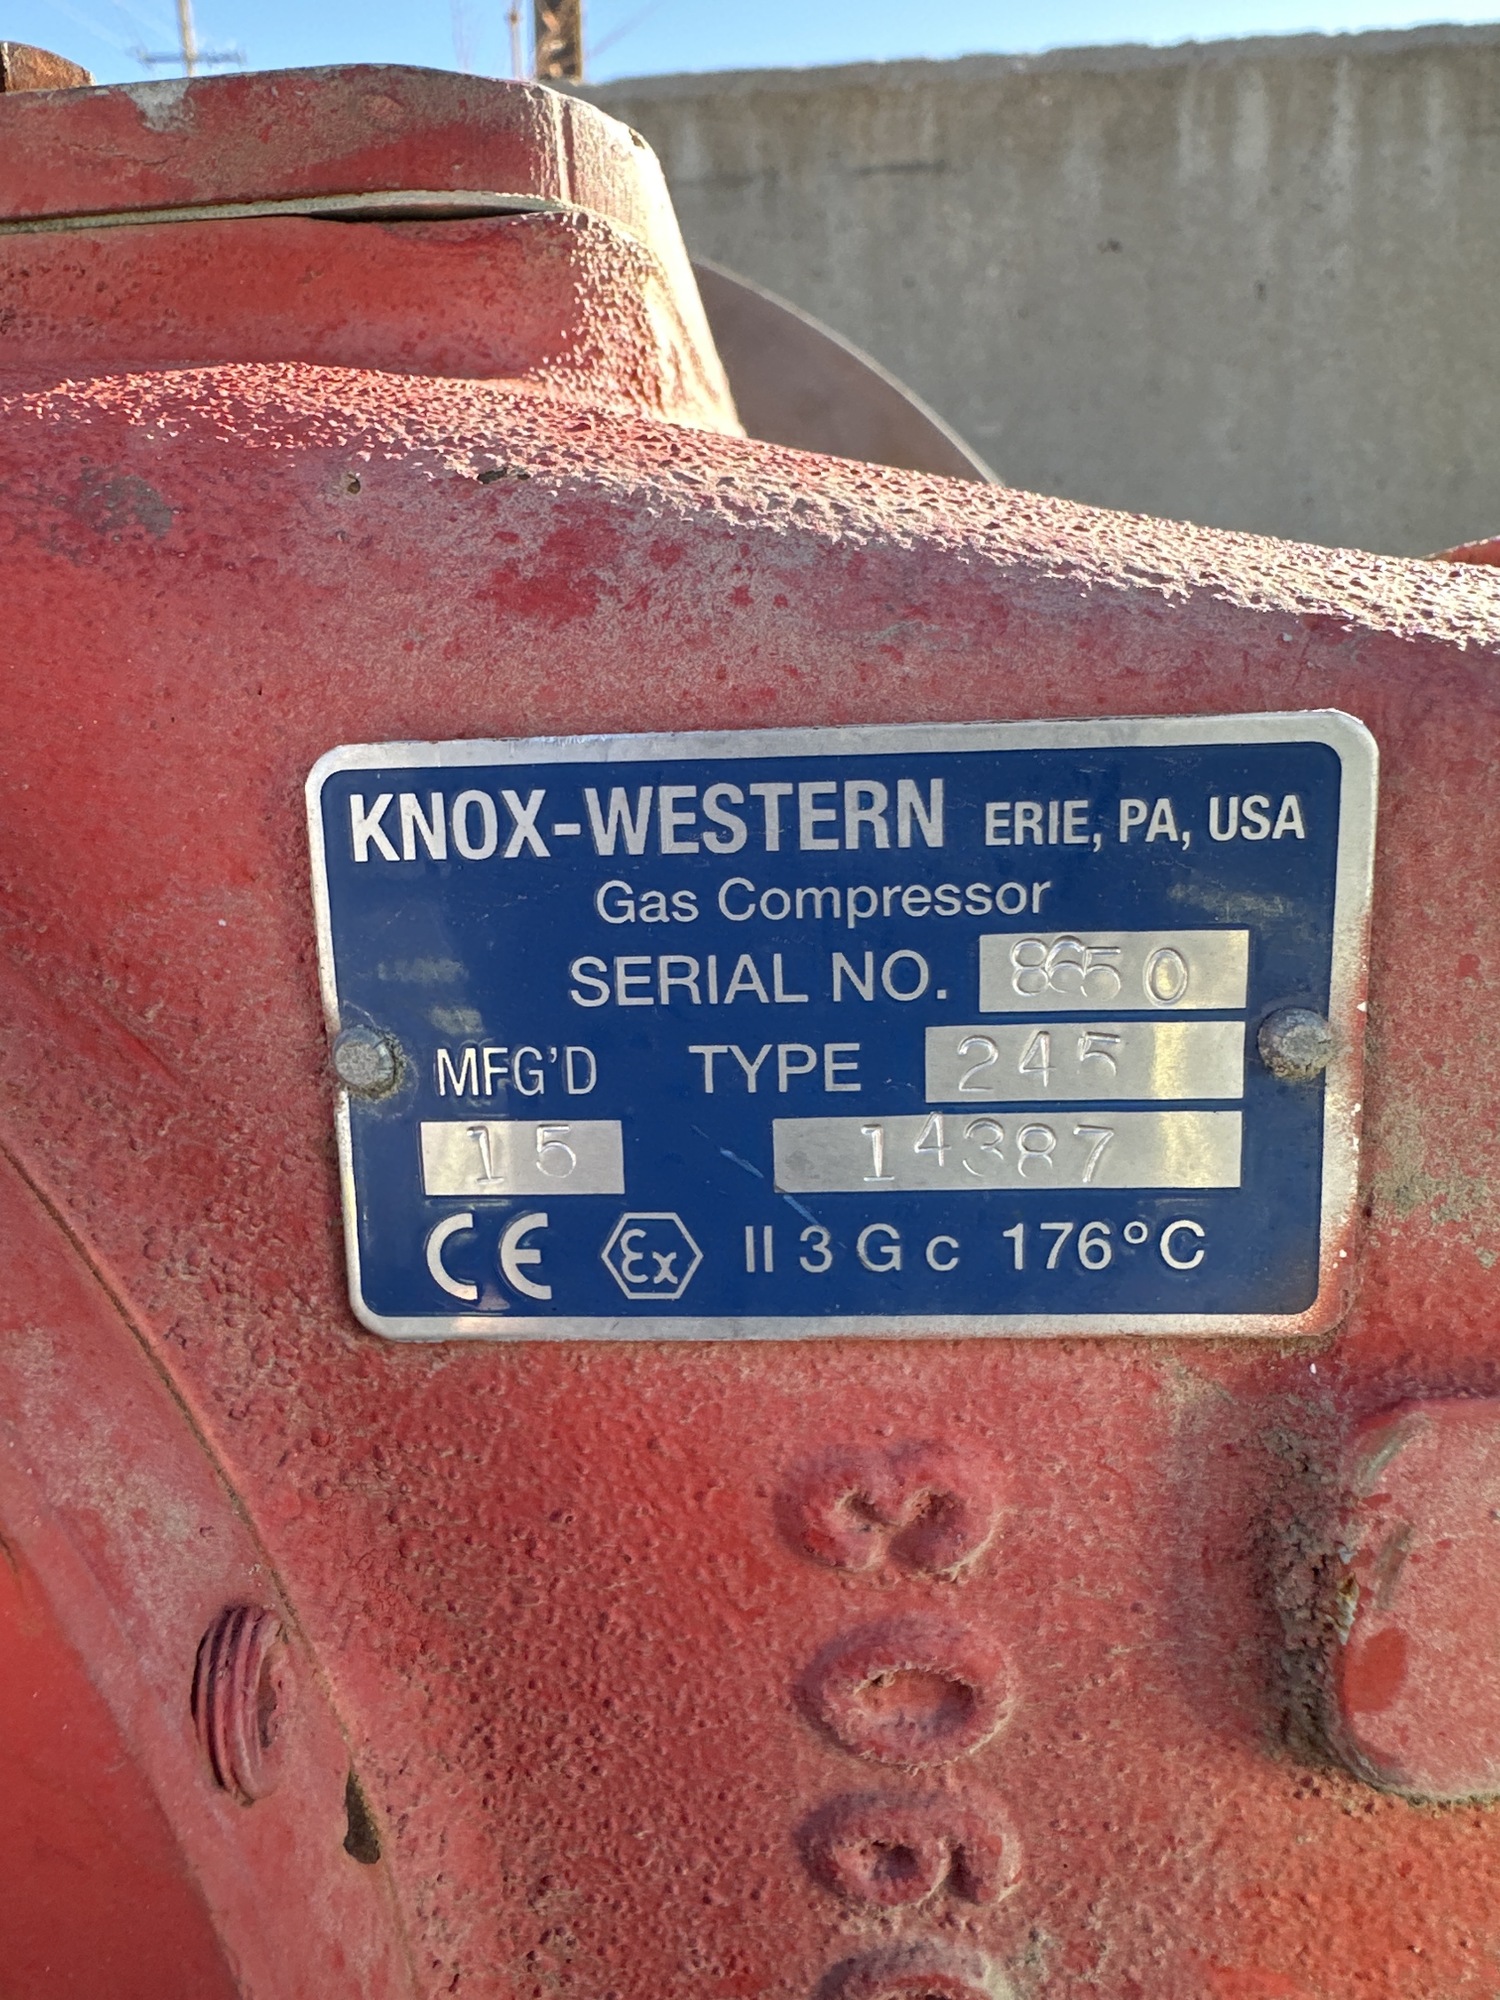 KNOX-WESTERN ERIE, PA, USA
Gas Compressor
SERIAL NO. 8650
MFG'D TYPE 245
15 14387
CE Ex II 3 G c 176°C